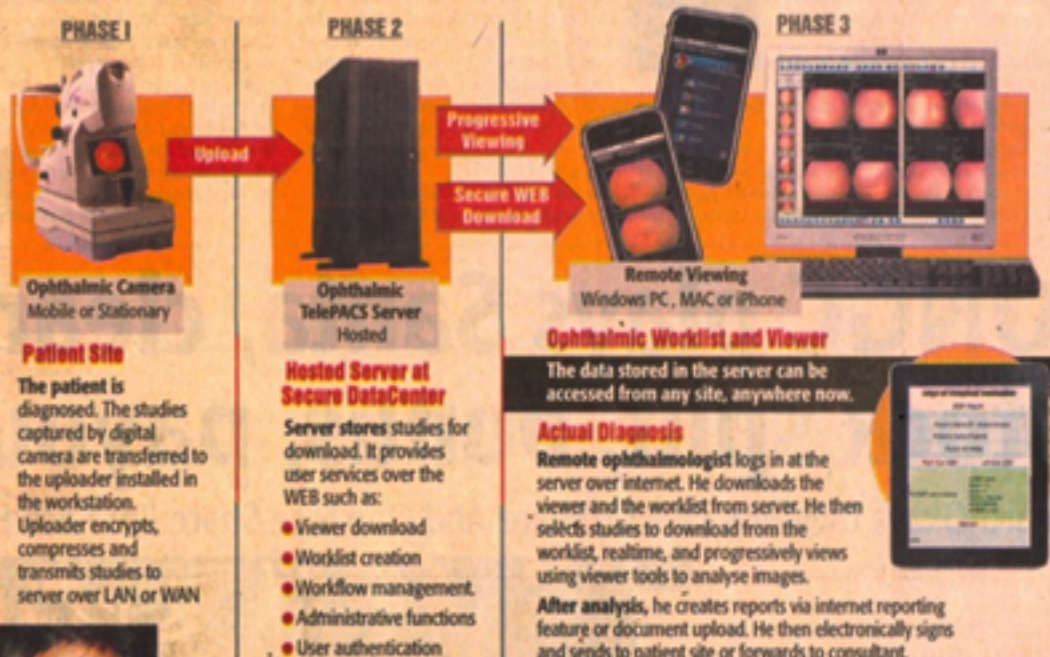 PHASE I
Upload
Ophthalmic Camera
Mobile or Stationary
Patient Site
The patient is
diagnosed. The studies
captured by digital
camera are transferred to
the uploader installed in
the workstation.
Uploader encrypts,
compresses and
transmits studies to
server over LAN or WAN
PHASE 2
Progressive
Viewing
Secure WEB
Download
Ophthalmic
TelePACS Server
Hosted
Hosted Server at
Secure DataCenter
Server stores studies for
download. It provides
user services over the
WEB such as:
● Viewer download
● Worklist creation
● Workflow management.
● Administrative functions
● User authentication
PHASE 3
Remote Viewing
Windows PC, MAC or iPhone
Ophthalmic Worklist and Viewer
The data stored in the server can be
accessed from any site, anywhere now.
Actual Diagnosis
Remote ophthalmologist logs in at the
server over internet. He downloads the
viewer and the worklist from server. He then
selects studies to download from the
worklist, realtime, and progressively views
using viewer tools to analyse images.
After analysis, he creates reports via internet reporting
feature or document upload. He then electronically signs
and sends to patient site or forwards to consultant.